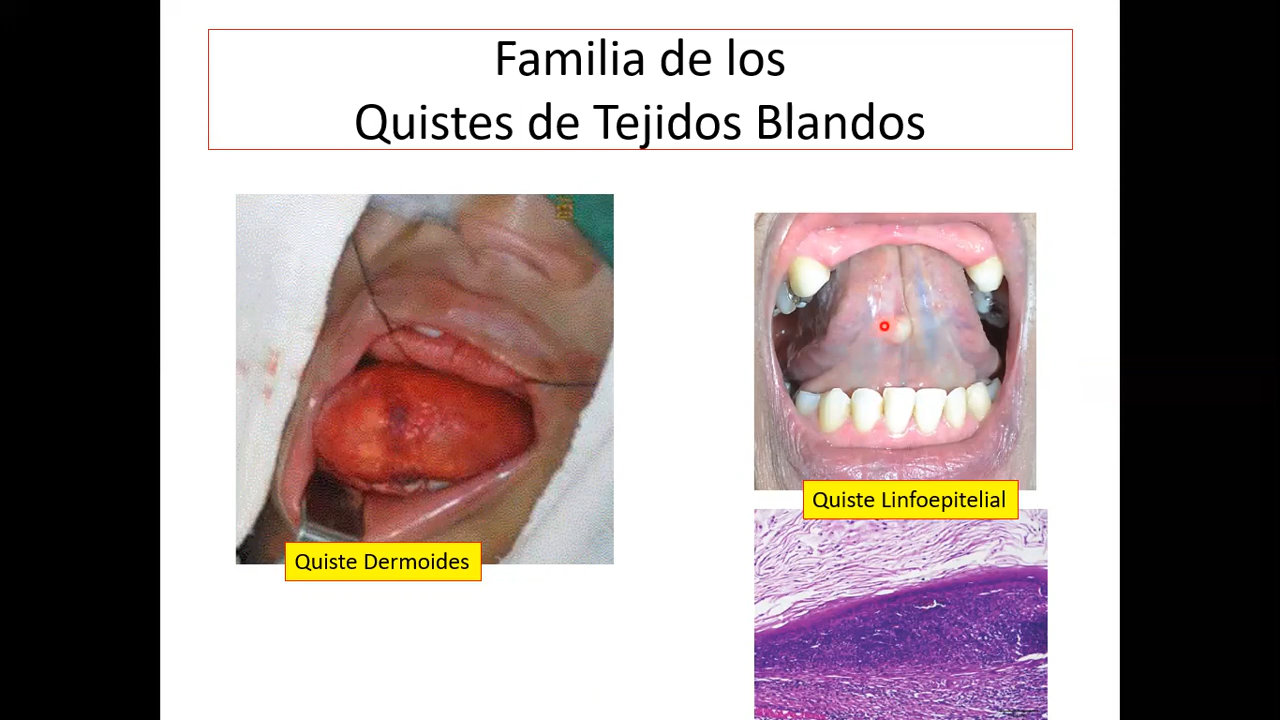 Familia de los
Quistes de Tejidos Blandos
Quiste Linfoepitelial
Quiste Dermoides